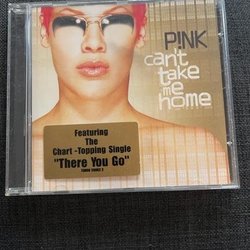 PINK
can't
take
me
home
Featuring
The
Chart-Topping Single
"There You Go"